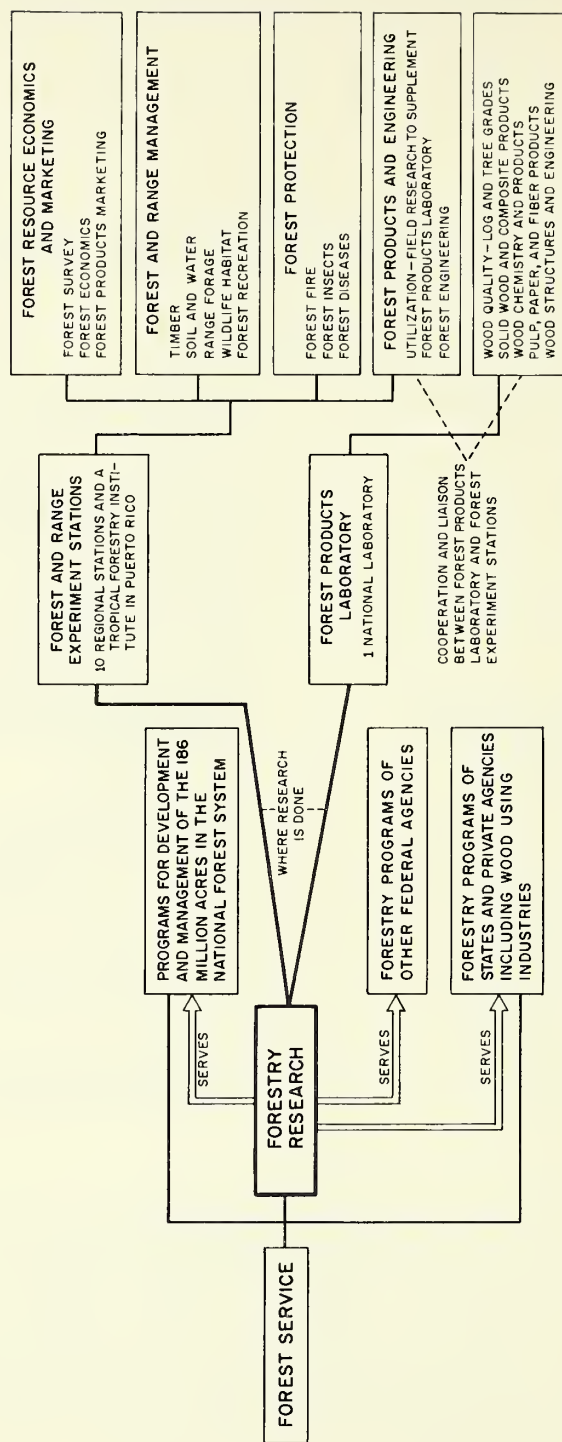 FOREST SERVICE
FORESTRY
RESEARCH
SERVES
PROGRAMS FOR DEVELOPMENT
AND MANAGEMENT OF THE 186
MILLION ACRES IN THE
NATIONAL FOREST SYSTEM
SERVES
FORESTRY PROGRAMS OF
OTHER FEDERAL AGENCIES
SERVES
FORESTRY PROGRAMS OF
STATES AND PRIVATE AGENCIES
INCLUDING WOOD USING
INDUSTRIES
WHERE RESEARCH
IS DONE
FOREST AND RANGE
EXPERIMENT STATIONS
10 REGIONAL STATIONS AND A
TROPICAL FORESTRY INSTI-
TUTE IN PUERTO RICO
FOREST PRODUCTS
LABORATORY
1 NATIONAL LABORATORY
COOPERATION AND LIAISON
BETWEEN FOREST PRODUCTS
LABORATORY AND FOREST
EXPERIMENT STATIONS
FOREST RESOURCE ECONOMICS
AND MARKETING
FOREST SURVEY
FOREST ECONOMICS
FOREST PRODUCTS MARKETING
FOREST AND RANGE MANAGEMENT
TIMBER
SOIL AND WATER
RANGE FORAGE
WILDLIFE HABITAT
FOREST RECREATION
FOREST PROTECTION
FOREST FIRE
FOREST INSECTS
FOREST DISEASES
FOREST PRODUCTS AND ENGINEERING
UTILIZATION-FIELD RESEARCH TO SUPPLEMENT
FOREST PRODUCTS LABORATORY
FOREST ENGINEERING
WOOD QUALITY-LOG AND TREE GRADES
SOLID WOOD AND COMPOSITE PRODUCTS
WOOD CHEMISTRY AND PRODUCTS
PULP, PAPER, AND FIBER PRODUCTS
WOOD STRUCTURES AND ENGINEERING